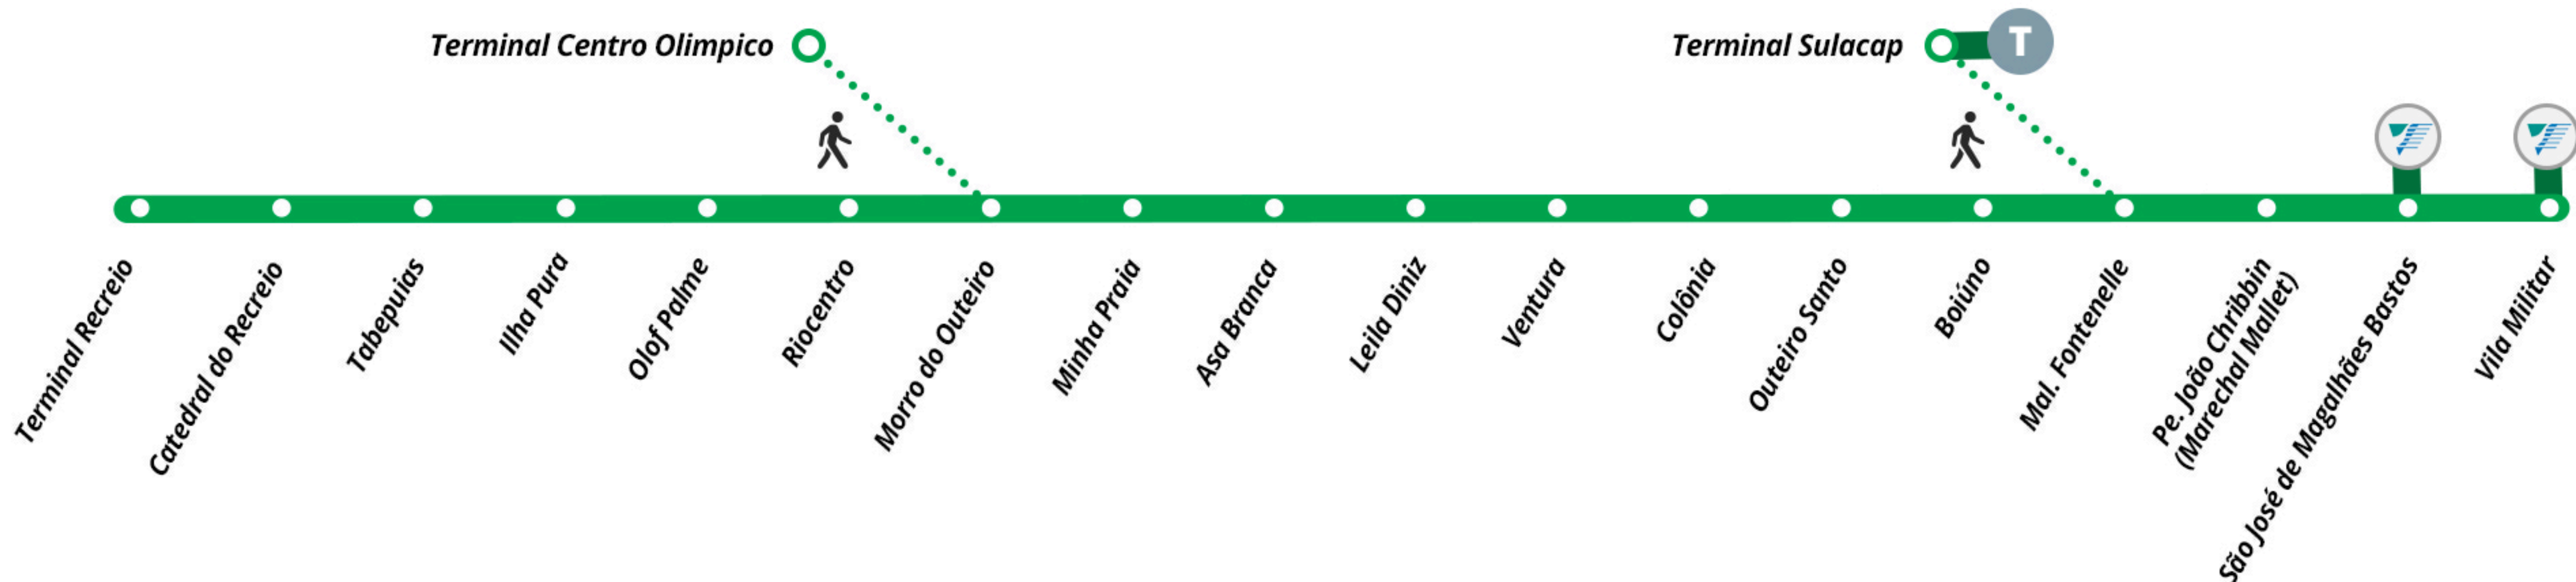 Terminal Centro Olimpico
Terminal Sulacap
T
Terminal Recreio
Catedral do Recreio
Tabepuias
Ilha Pura
Olof Palme
Riocentro
Morro do Outeiro
Minha Praia
Asa Branca
Leila Diniz
Ventura
Colônia
Outeiro Santo
Boiúno
Mal. Fontenelle
Pe. João Chribbin
(Marechal Mallet)
São José de Magalhães Bastos
Vila Militar